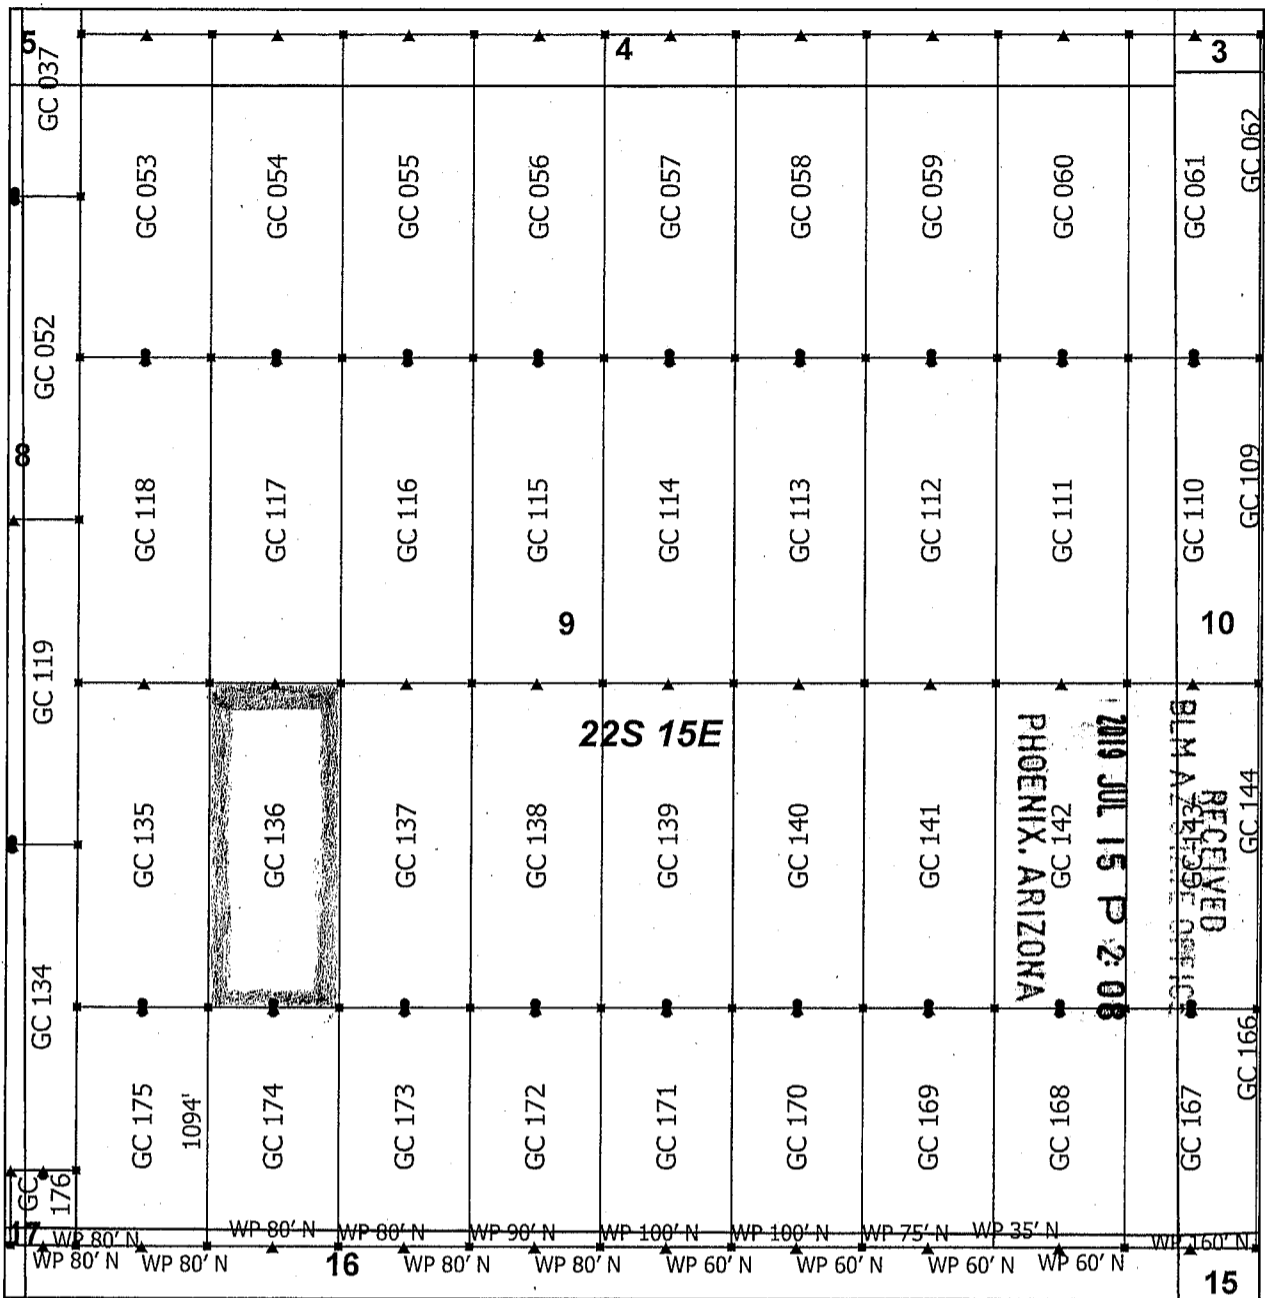 5
4
3
GC 037
GC 053
GC 054
GC 055
GC 056
GC 057
GC 058
GC 059
GC 060
GC 061
GC 062
GC 052
8
GC 118
GC 117
GC 116
GC 115
GC 114
GC 113
GC 112
GC 111
GC 110
GC 109
9
10
GC 119
22S 15E
GC 135
GC 136
GC 137
GC 138
GC 139
GC 140
GC 141
GC 142
GC 144
RECEIVED
2019 JUL 15 P 2:08
PHOENIX, ARIZONA
GC 134
GC 175
1094'
GC 174
GC 173
GC 172
GC 171
GC 170
GC 169
GC 168
GC 167
GC 166
GC 176
17
WP 80' N
WP 80' N
WP 80' N
WP 90' N
WP 100' N
WP 100' N
WP 75' N
WP 35' N
WP 160' N
WP 80' N
WP 80' N
16
WP 80' N
WP 80' N
WP 60' N
WP 60' N
WP 60' N
WP 60' N
15